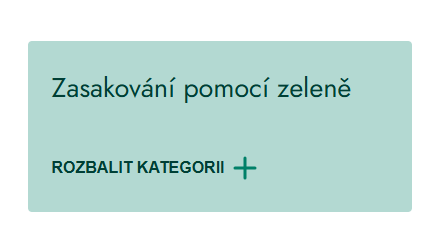 Zasakování pomocí zeleně
ROZBALIT KATEGORII